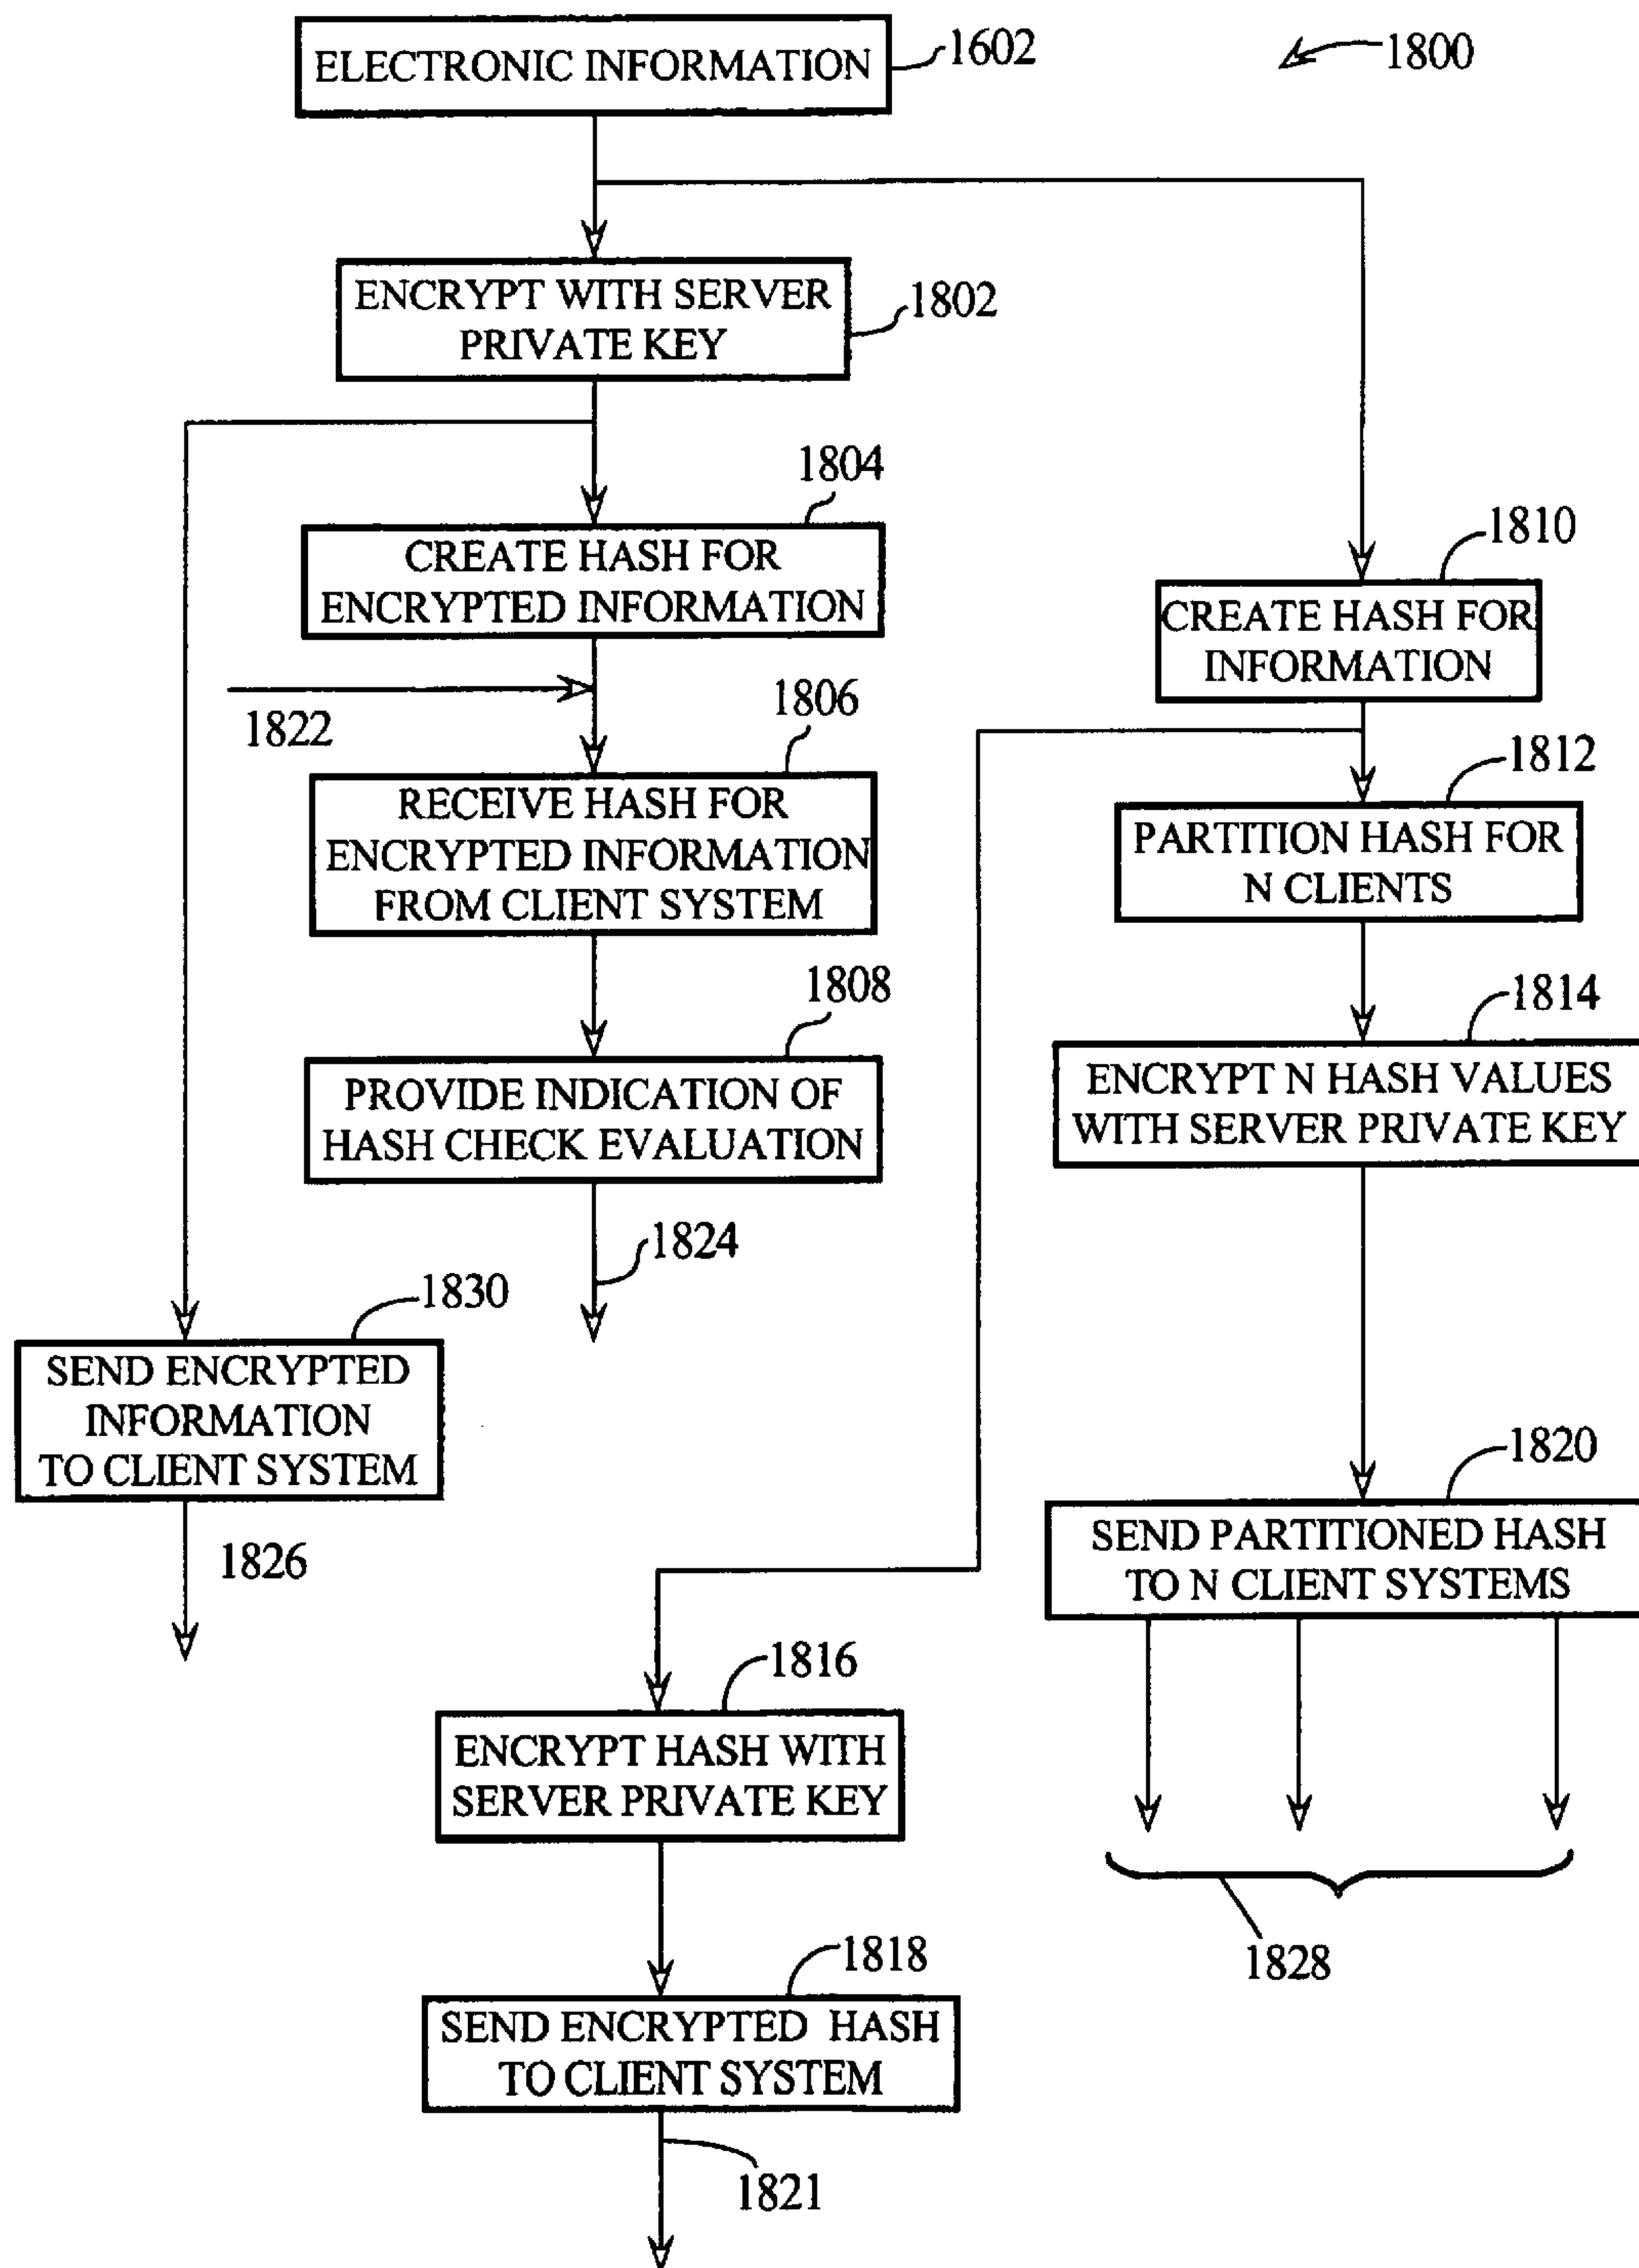 ELECTRONIC INFORMATION
1602
1800
ENCRYPT WITH SERVER
PRIVATE KEY
1802
1804
CREATE HASH FOR
ENCRYPTED INFORMATION
1810
CREATE HASH FOR
INFORMATION
1822
1806
RECEIVE HASH FOR
ENCRYPTED INFORMATION
FROM CLIENT SYSTEM
1812
PARTITION HASH FOR
N CLIENTS
1808
PROVIDE INDICATION OF
HASH CHECK EVALUATION
1814
ENCRYPT N HASH VALUES
WITH SERVER PRIVATE KEY
1824
1830
SEND ENCRYPTED
INFORMATION
TO CLIENT SYSTEM
1826
1820
SEND PARTITIONED HASH
TO N CLIENT SYSTEMS
1816
ENCRYPT HASH WITH
SERVER PRIVATE KEY
1828
1818
SEND ENCRYPTED HASH
TO CLIENT SYSTEM
1821